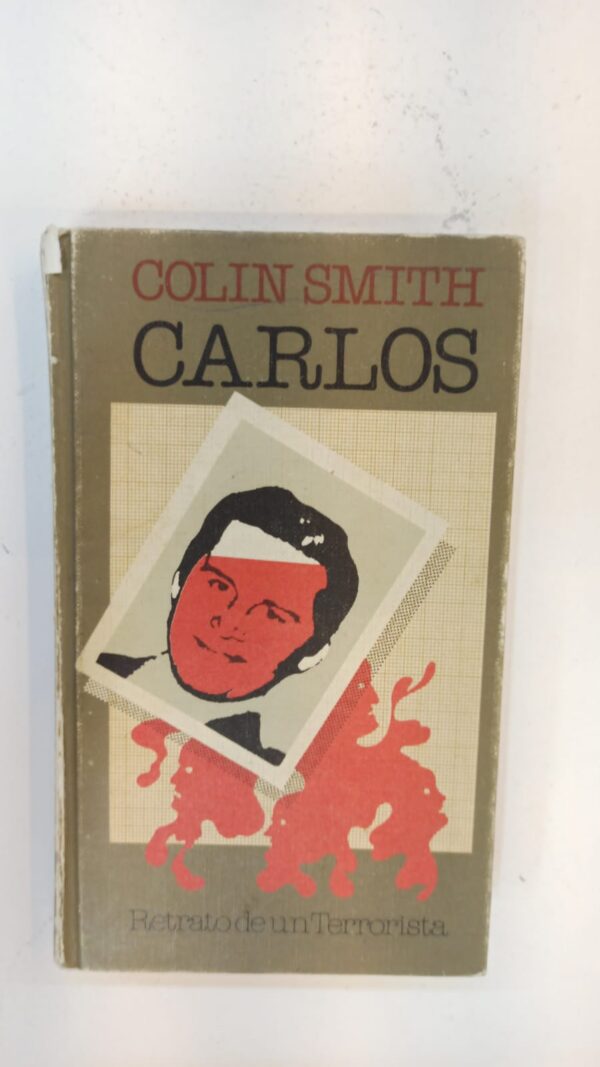 COLIN SMITH
CARLOS
Retrato de un Terrorista